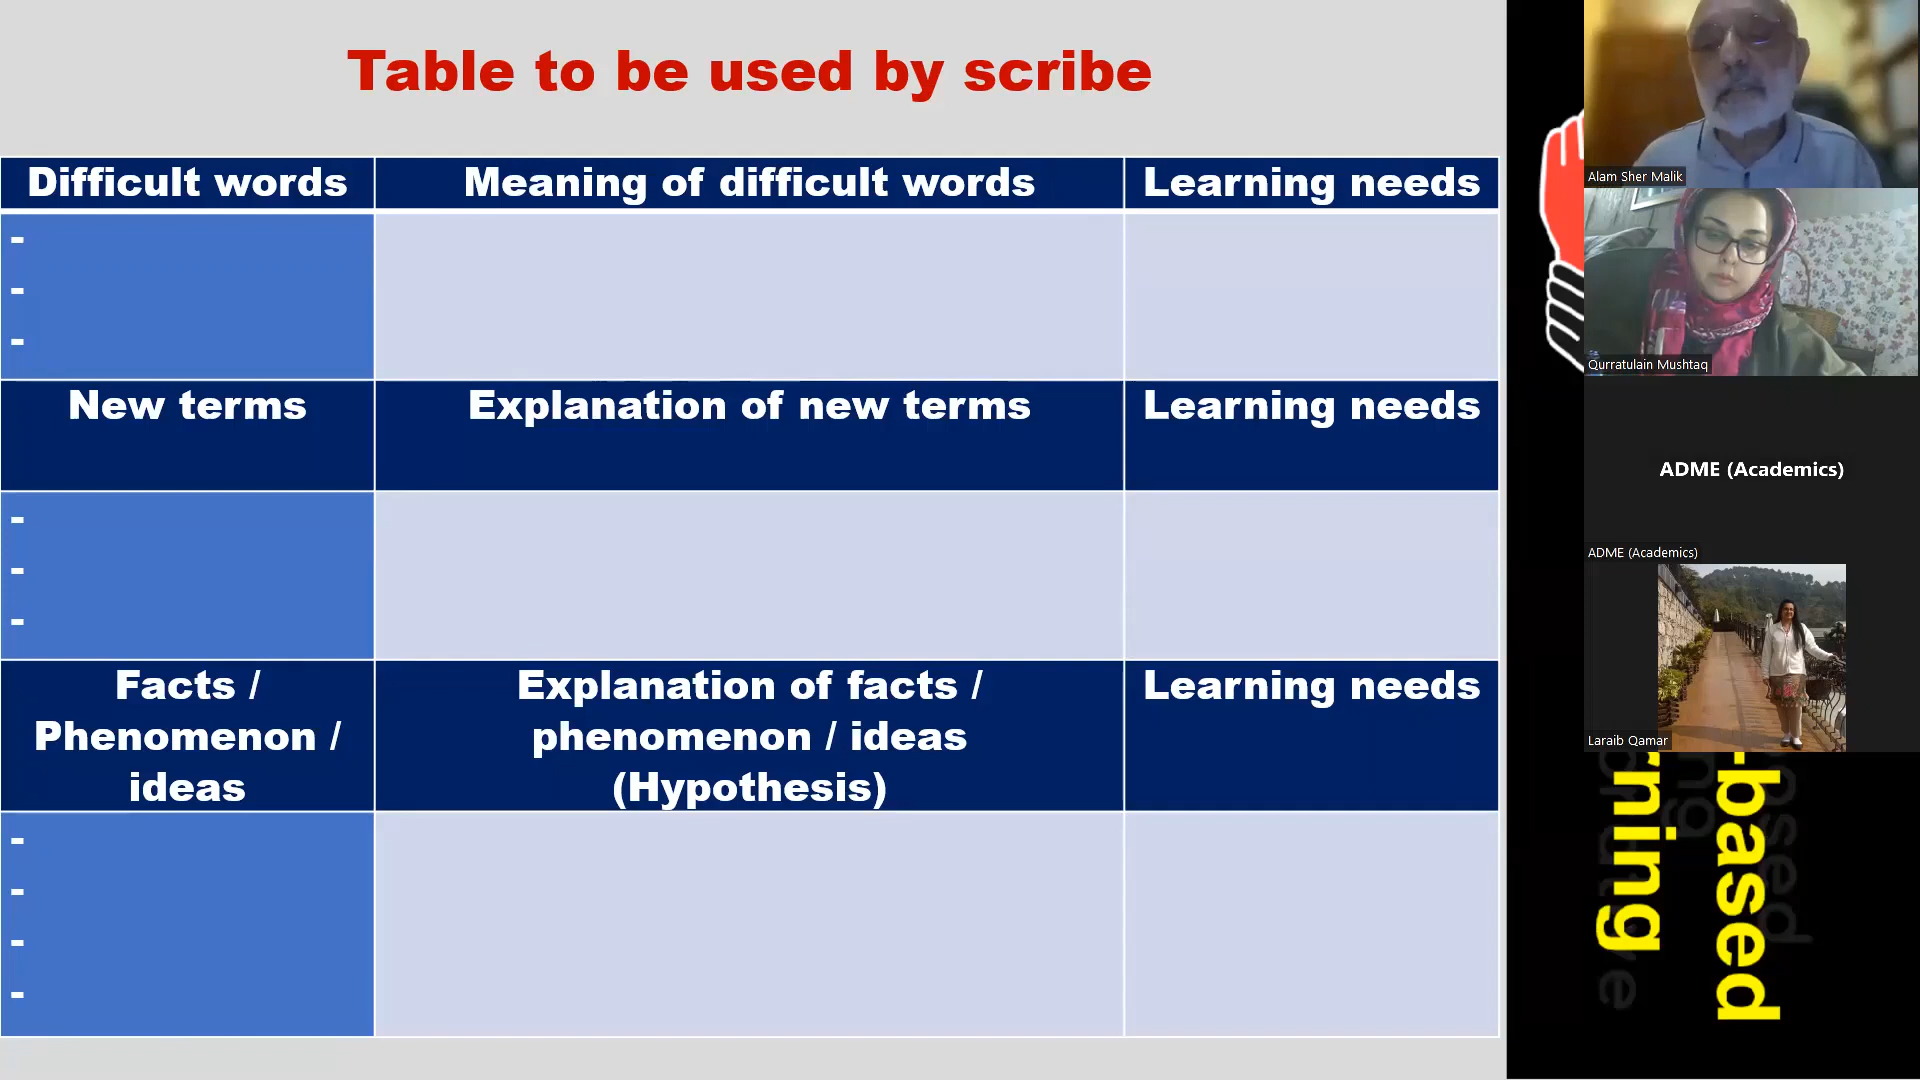 Table to be used by scribe
Difficult words
Meaning of difficult words
Learning needs
-
-
-
New terms
Explanation of new terms
Learning needs
-
-
-
Facts /
Phenomenon /
ideas
Explanation of facts /
phenomenon / ideas
(Hypothesis)
Learning needs
-
-
-
-
Alam Sher Malik
Qurratulain Mushtaq
ADME (Academics)
ADME (Academics)
Laraib Qamar
-based
rning